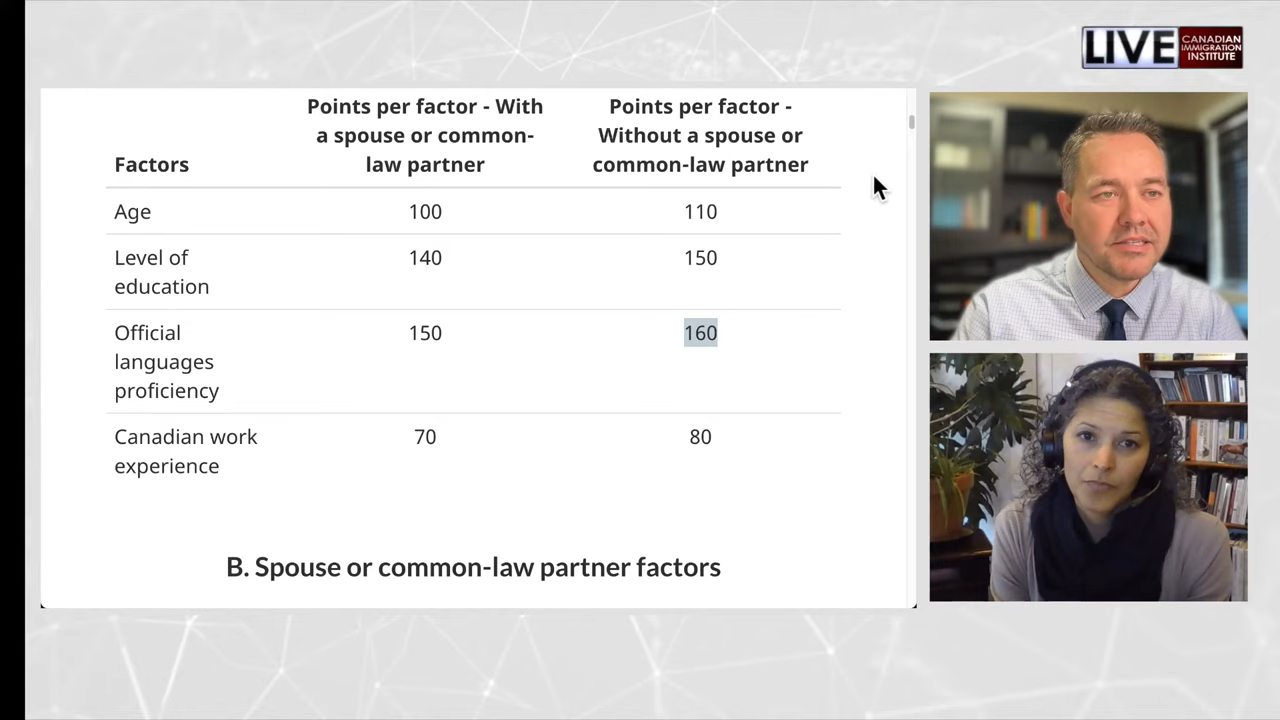 LIVE
CANADIAN
IMMIGRATION
INSTITUTE
Points per factor - With
a spouse or common-
law partner
Points per factor -
Without a spouse or
common-law partner
Factors
Age 100 110
Level of 140 150
education
Official 150 160
languages
proficiency
Canadian work 70 80
experience
B. Spouse or common-law partner factors